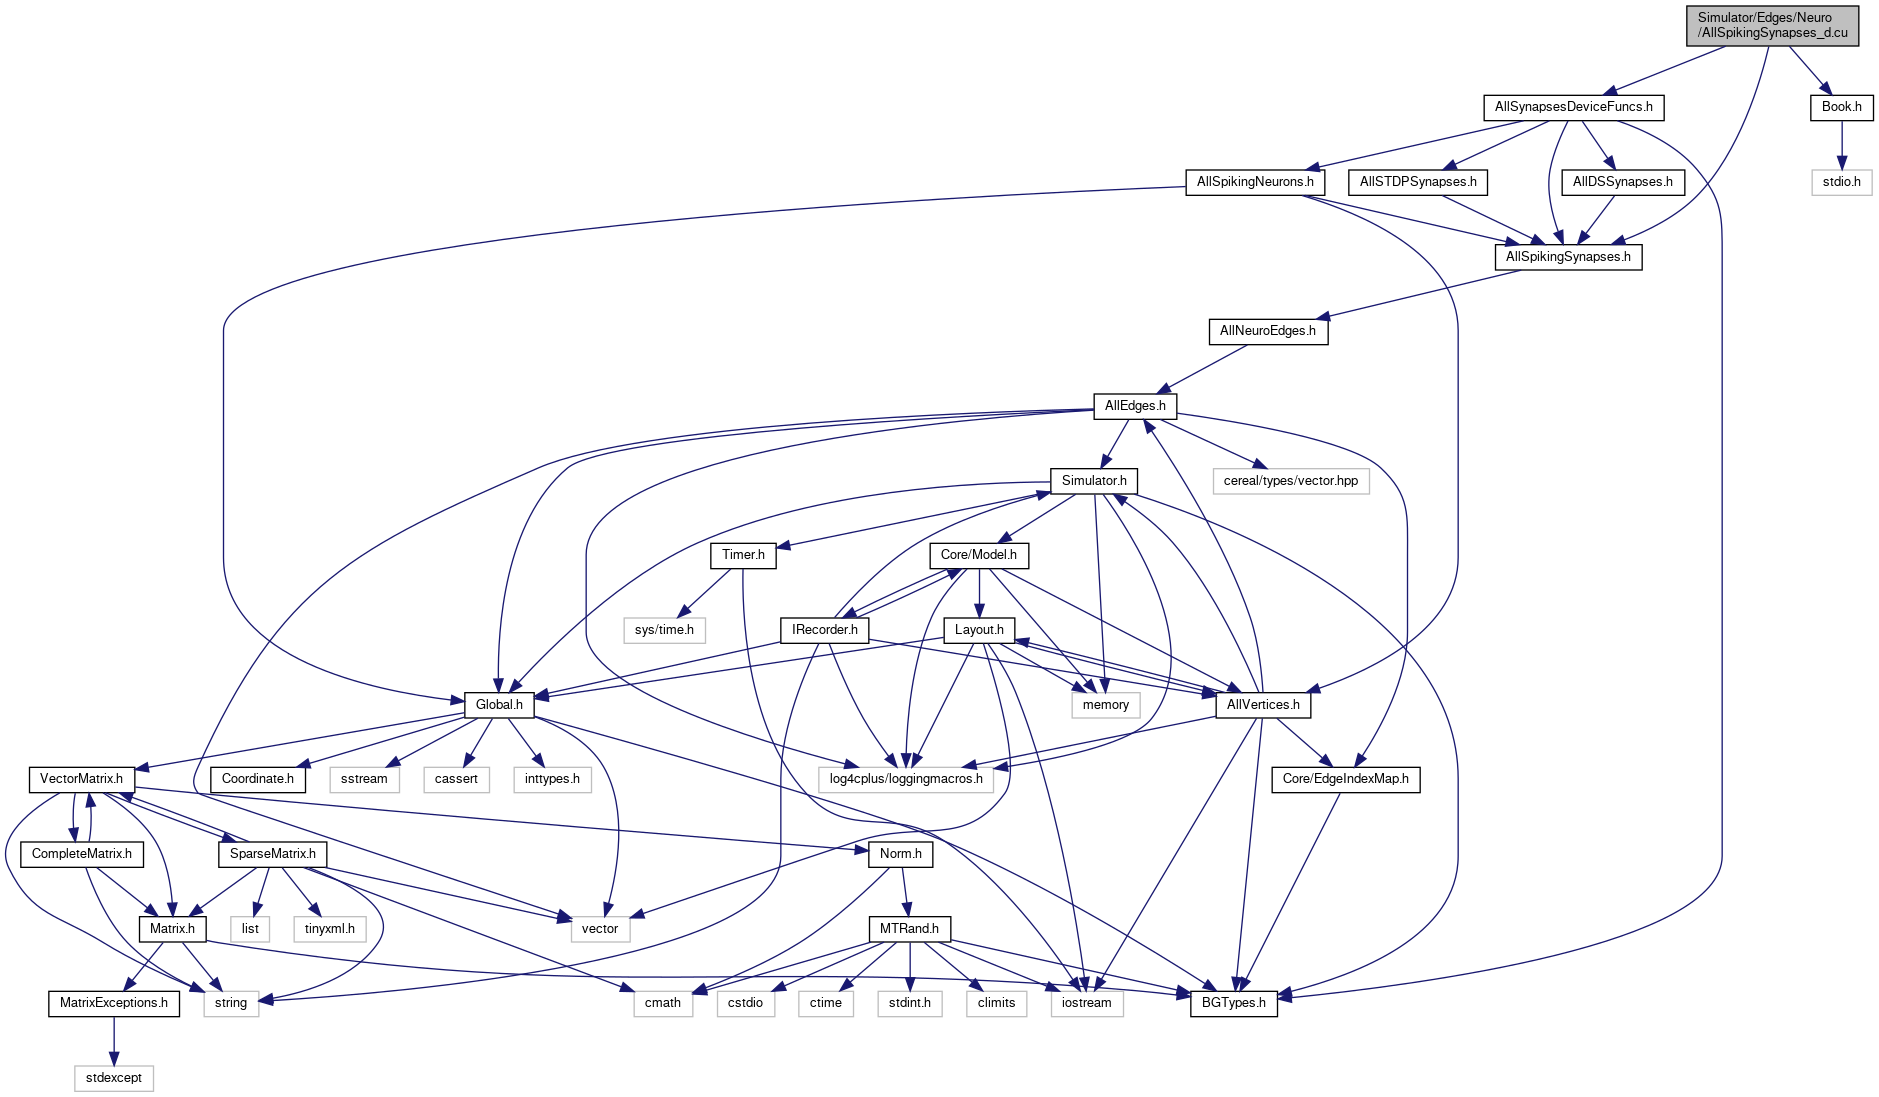 Simulator/Edges/Neuro
/AllSpikingSynapses_d.cu
AllSynapsesDeviceFuncs.h
Book.h
AllSpikingNeurons.h
AllSTDPSynapses.h
AllDSSynapses.h
stdio.h
AllSpikingSynapses.h
AllNeuroEdges.h
AllEdges.h
Simulator.h
cereal/types/vector.hpp
Timer.h
Core/Model.h
sys/time.h
IRecorder.h
Layout.h
Global.h
memory
AllVertices.h
VectorMatrix.h
Coordinate.h
sstream
cassert
inttypes.h
log4cplus/loggingmacros.h
Core/EdgeIndexMap.h
CompleteMatrix.h
SparseMatrix.h
Norm.h
Matrix.h
list
tinyxml.h
vector
MTRand.h
MatrixExceptions.h
string
cmath
cstdio
ctime
stdint.h
climits
iostream
BGTypes.h
stdexcept